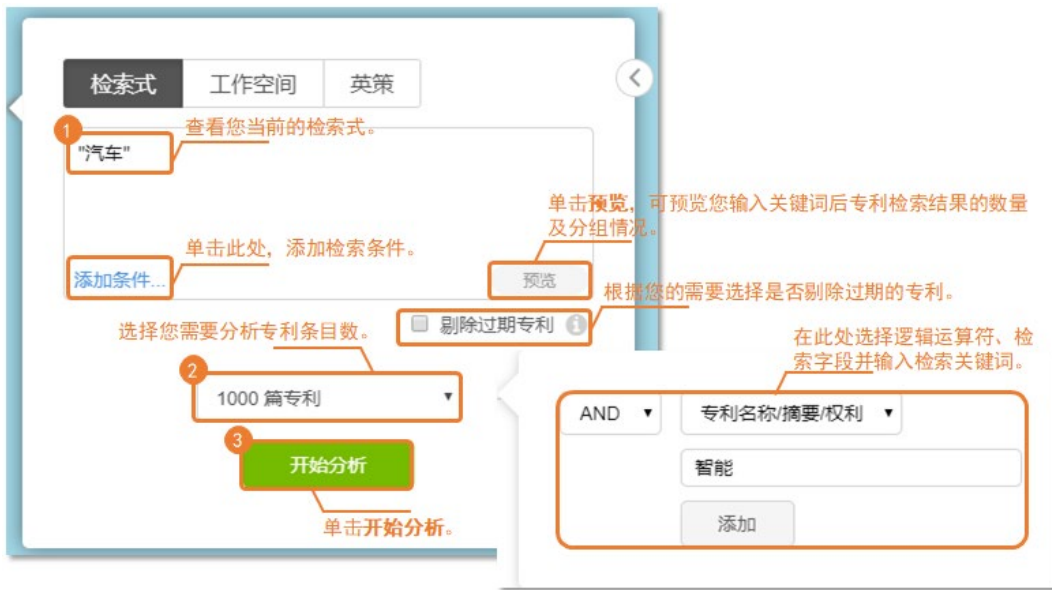 检索式 工作空间 英策
1
查看您当前的检索式。
"汽车"
单击预览，可预览您输入关键词后专利检索结果的数量
及分组情况。
单击此处，添加检索条件。
添加条件...
预览
根据您的需要选择是否剔除过期的专利。
剔除过期专利
选择您需要分析专利条目数。
在此处选择逻辑运算符、检
索字段并输入检索关键词。
2
1000 篇专利
AND 专利名称/摘要/权利
3
开始分析
智能
添加
单击开始分析。